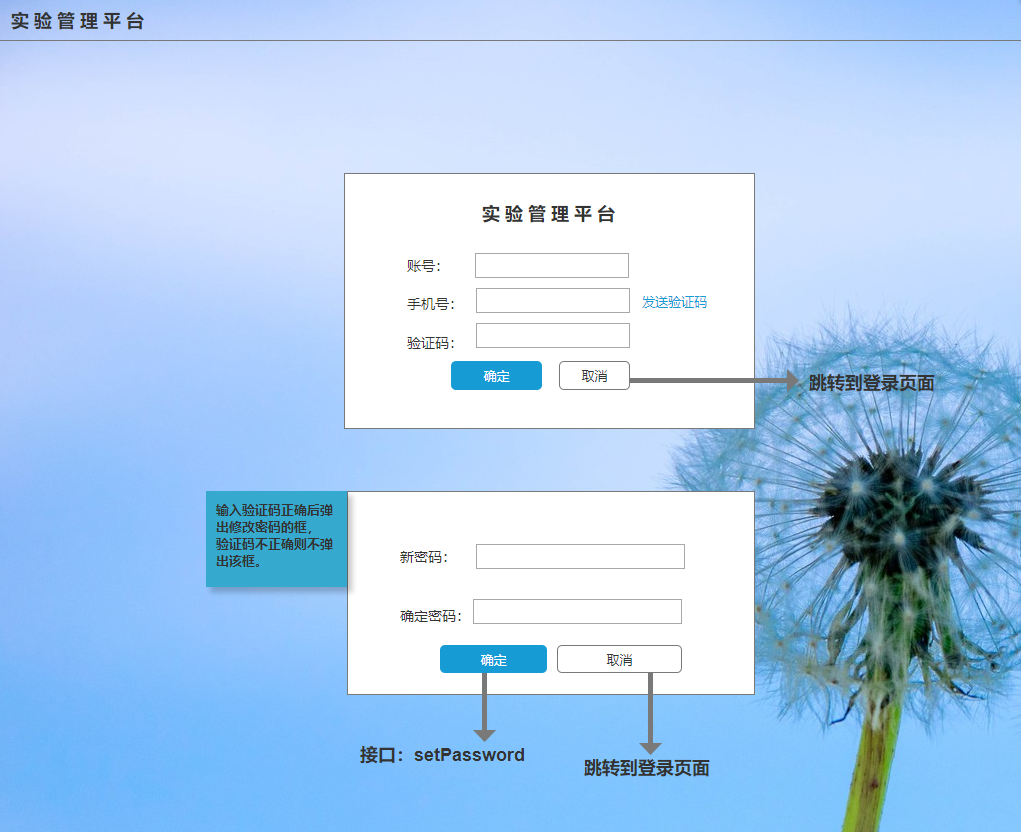 实验管理平台
实验管理平台
账号：
手机号：
发送验证码
验证码：
确定
取消
跳转到登录页面
输入验证码正确后弹
出修改密码的框，
验证码不正确则不弹
出该框。
新密码：
确定密码：
确定
取消
接口：setPassword
跳转到登录页面